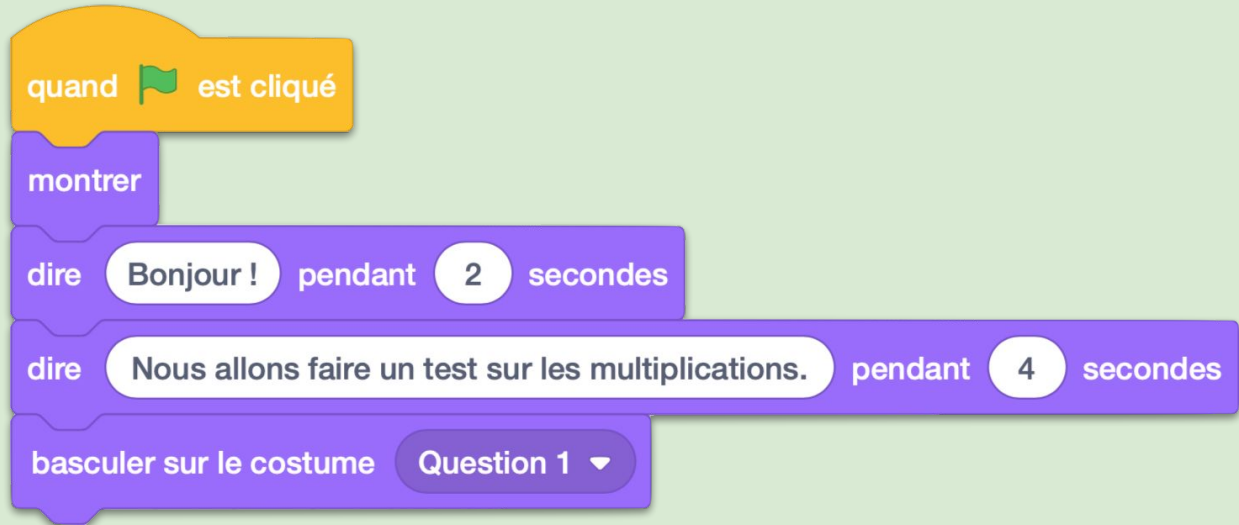 quand est cliqué
montrer
dire Bonjour ! pendant 2 secondes
dire Nous allons faire un test sur les multiplications. pendant 4 secondes
basculer sur le costume Question 1